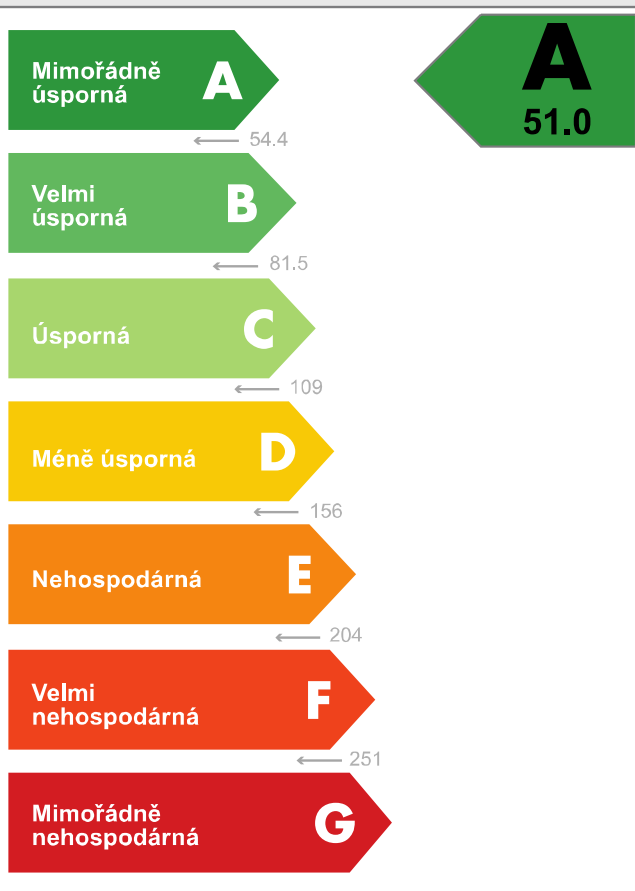 Mimořádně
úsporná
A
A
51.0
54.4
Velmi
úsporná
B
81.5
Úsporná
C
109
Méně úsporná
D
156
Nehospodárná
E
204
Velmi
nehospodárná
F
251
Mimořádně
nehospodárná
G